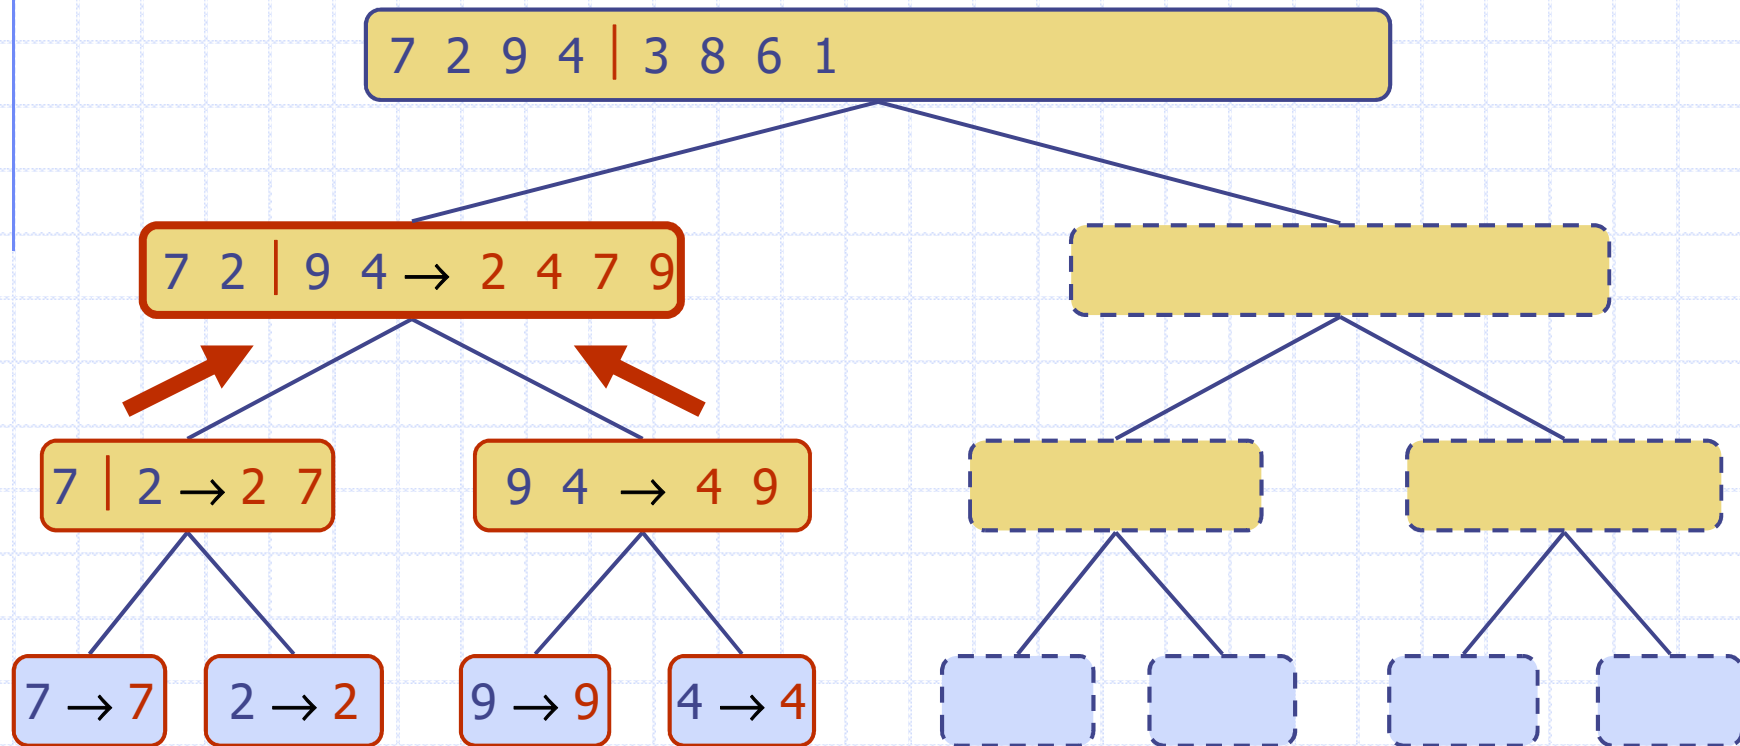 7 2 9 4 | 3 8 6 1
7 2 | 9 4 → 2 4 7 9
7 | 2 → 2 7
9 4 → 4 9
7 → 7
2 → 2
9 → 9
4 → 4